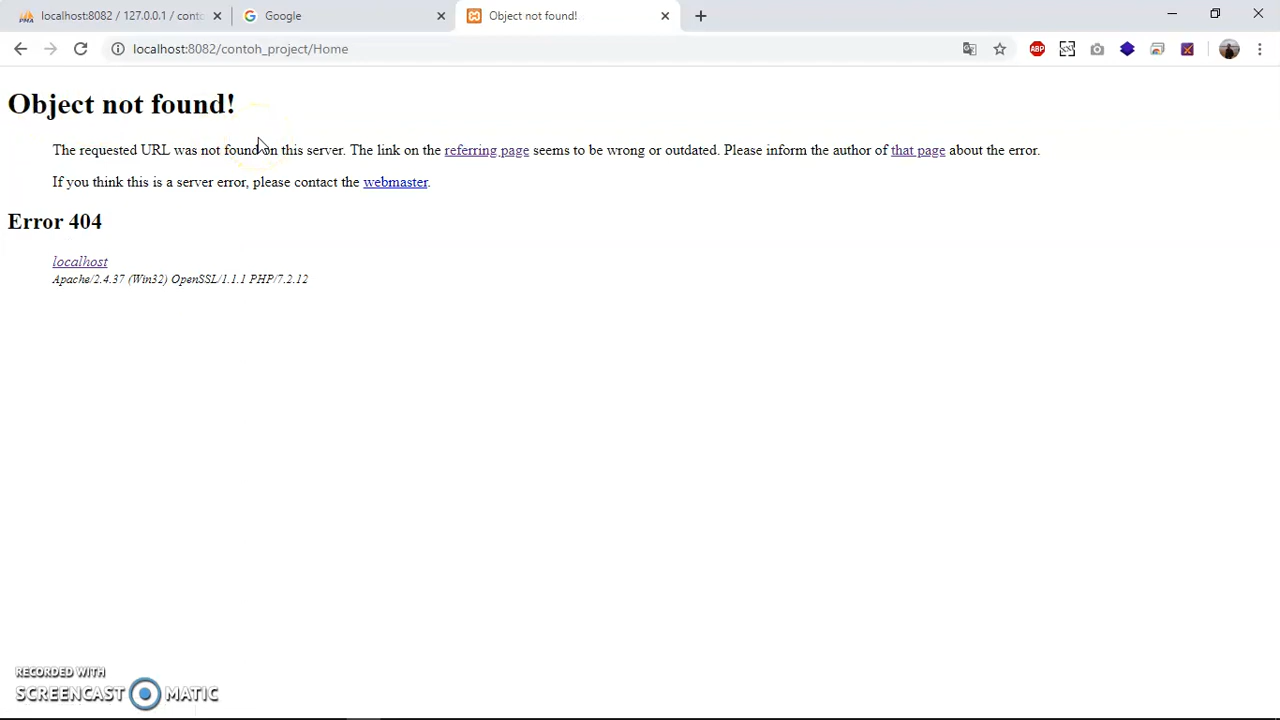 localhost:8082 / 127.0.0.1 / conto
Google
Object not found!
localhost:8082/contoh_project/Home
Object not found!
The requested URL was not found on this server. The link on the referring page seems to be wrong or outdated. Please inform the author of that page about the error.
If you think this is a server error, please contact the webmaster.
Error 404
localhost
Apache/2.4.37 (Win32) OpenSSL/1.1.1 PHP/7.2.12
RECORDED WITH
SCREENCAST MATIC